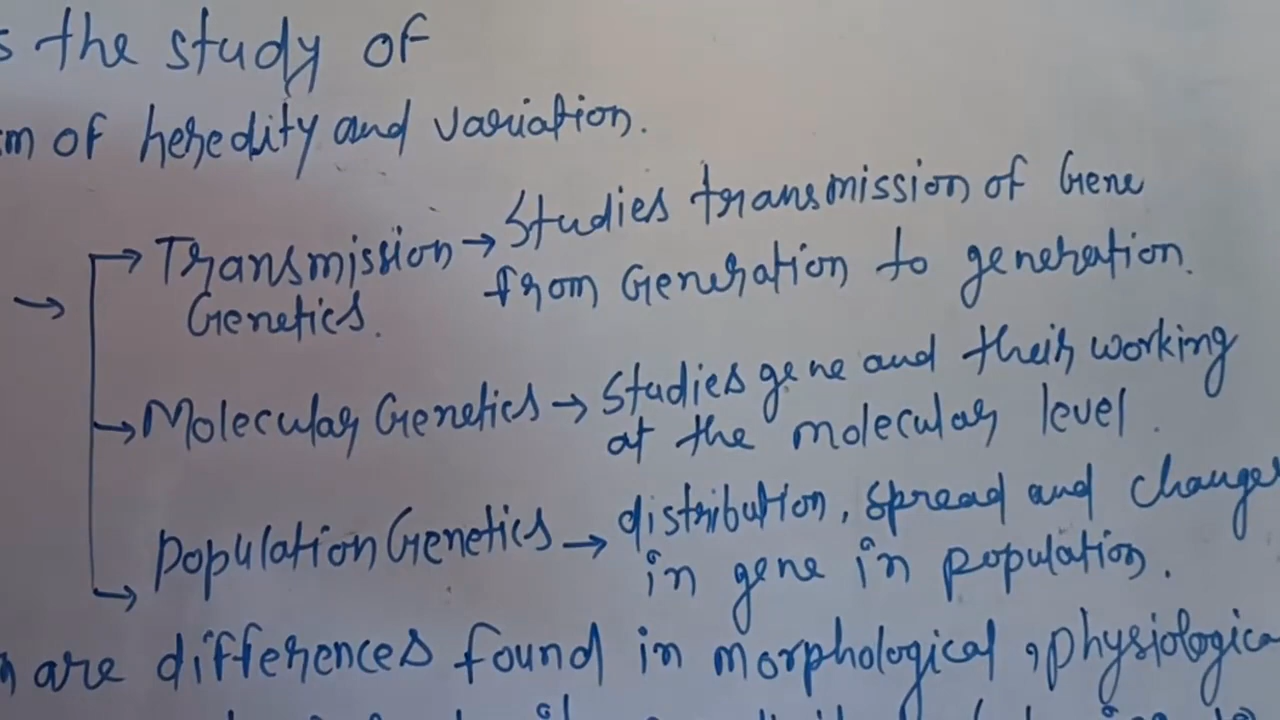 the study of
of heredity and variation.
→ Transmission → Studies transmission of Gene
Genetics. from Generation to generation.
→ Molecular Genetics → Studies gene and their working
at the molecular level.
→ Population Genetics → distribution, spread and change
in gene in population.
are differences found in morphological, physiologica